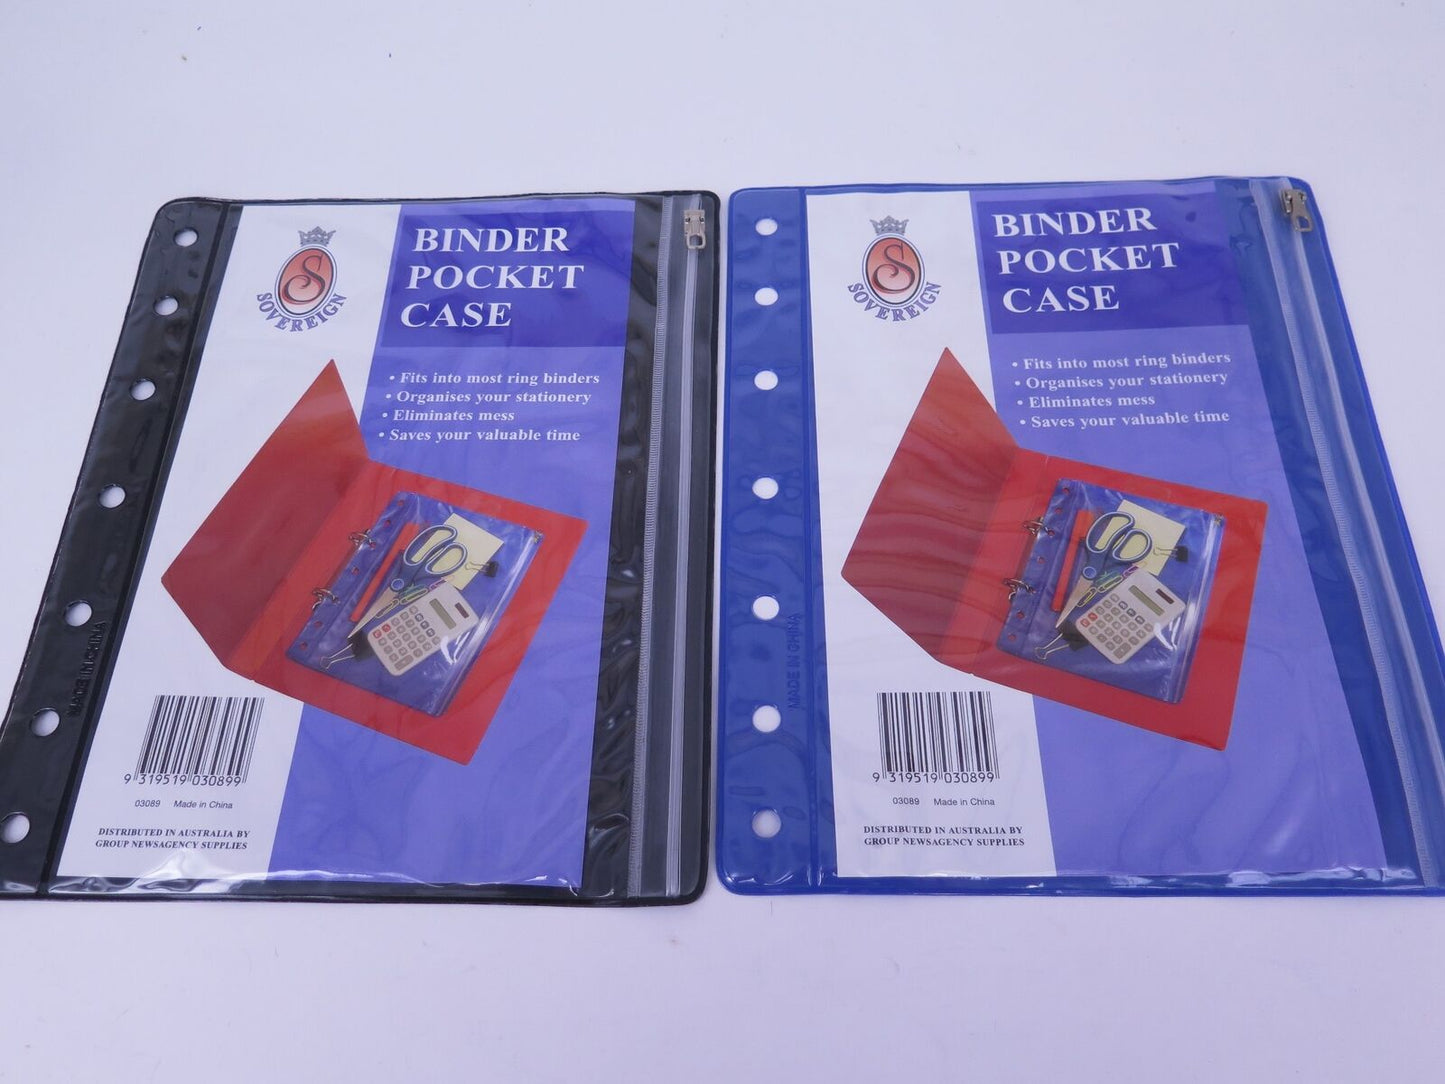 S
SOVEREIGN
BINDER
POCKET
CASE
• Fits into most ring binders
• Organises your stationery
• Eliminates mess
• Saves your valuable time
MADE IN CHINA
9 319519 030899
03089 Made in China
DISTRIBUTED IN AUSTRALIA BY
GROUP NEWSAGENCY SUPPLIES
S
SOVEREIGN
BINDER
POCKET
CASE
• Fits into most ring binders
• Organises your stationery
• Eliminates mess
• Saves your valuable time
MADE IN CHINA
9 319519 030899
03089 Made in China
DISTRIBUTED IN AUSTRALIA BY
GROUP NEWSAGENCY SUPPLIES